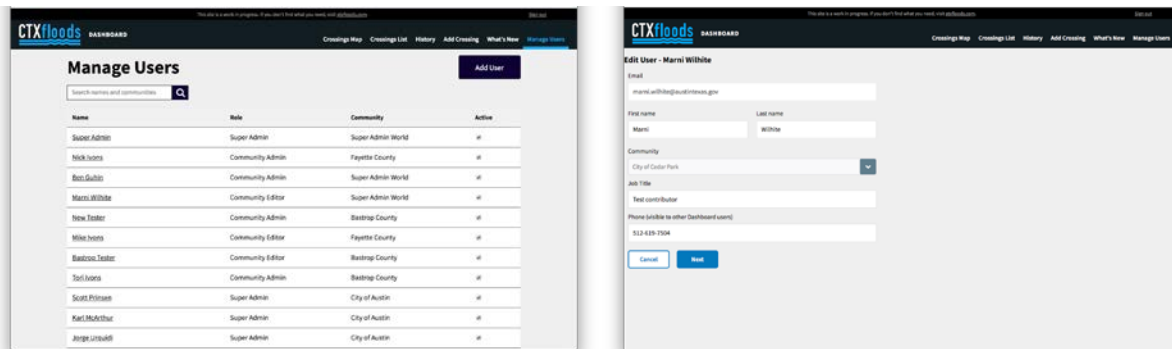 This site is a work in progress. If you don't find what you need, visit atxfloods.com. Sign out
CTXfloods DASHBOARD
Crossings Map Crossings List History Add Crossing What's New Manage Users
Manage Users
Add User
Search names and communities
Name Role Community Active
Super Admin Super Admin Super Admin World
Nick Ivons Community Admin Fayette County
Ben Guhin Community Admin Super Admin World
Marni Wilhite Community Editor Super Admin World
New Tester Community Admin Bastrop County
Mike Ivons Community Editor Fayette County
Bastrop Tester Community Editor Bastrop County
Tori Ivons Community Admin Bastrop County
Scott Prinsen Super Admin City of Austin
Karl McArthur Super Admin City of Austin
Jorge Urquidi Super Admin City of Austin
This site is a work in progress. If you don't find what you need, visit atxfloods.com. Sign out
CTXfloods DASHBOARD
Crossings Map Crossings List History Add Crossing What's New Manage Users
Edit User - Marni Wilhite
Email
marni.wilhite@austintexas.gov
First name Last name
Marni Wilhite
Community
City of Cedar Park
Job Title
Test contributor
Phone (visible to other Dashboard users)
512-619-7504
Cancel Next